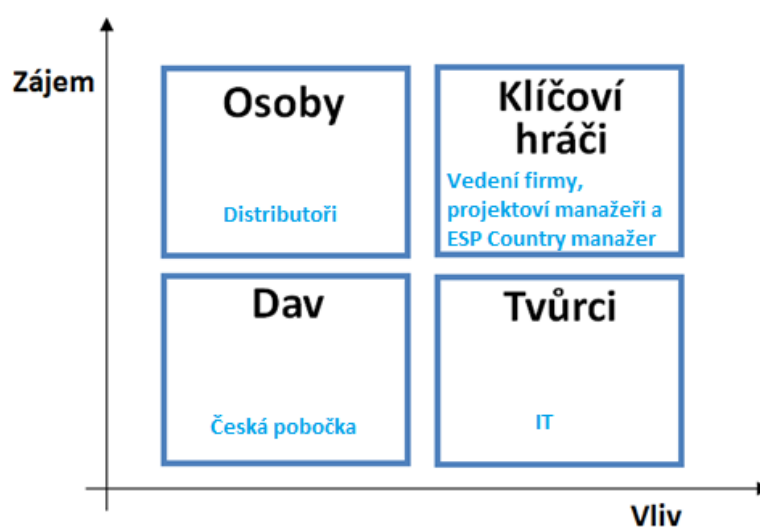 Zájem
Osoby
Distributoři
Klíčoví
hráči
Vedení firmy,
projektoví manažeři a
ESP Country manažer
Dav
Česká pobočka
Tvůrci
IT
Vliv